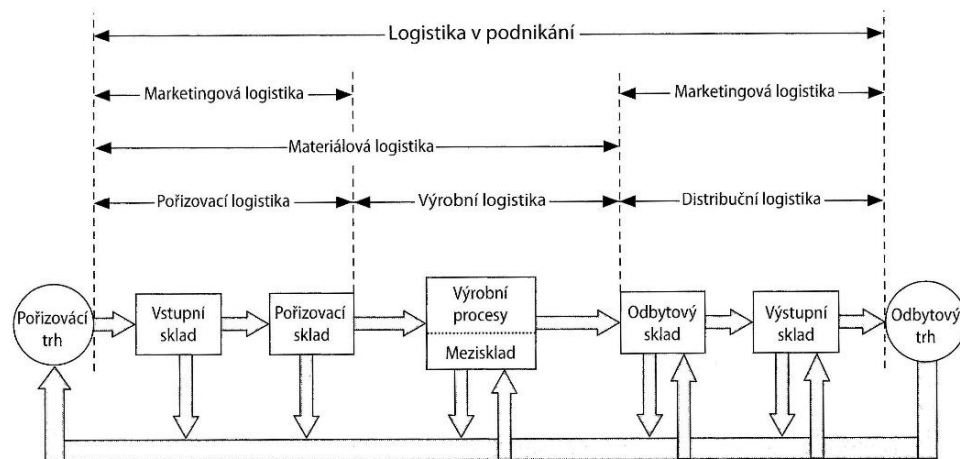 Logistika v podnikání
Marketingová logistika
Marketingová logistika
Materiálová logistika
Pořizovací logistika
Výrobní logistika
Distribuční logistika
Pořizovácí
trh
Vstupní
sklad
Pořizovací
sklad
Výrobní
procesy
Mezisklad
Odbytový
sklad
Výstupní
sklad
Odbytový
trh